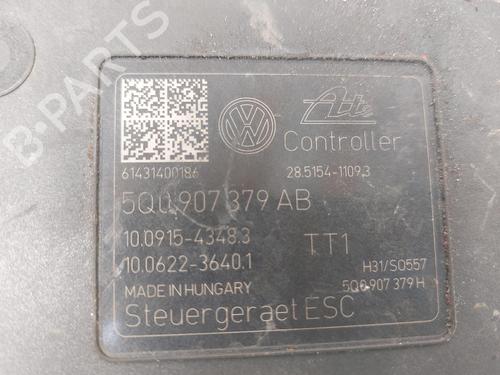 B-PARTS
Ate
Controller
61431400186
28.5154-1109.3
5Q0 907 379 AB
10.0915-4348.3
TT1
10.0622-3640.1
H31/S0557
MADE IN HUNGARY
5Q0 907 379 H
Steuergeraet ESC